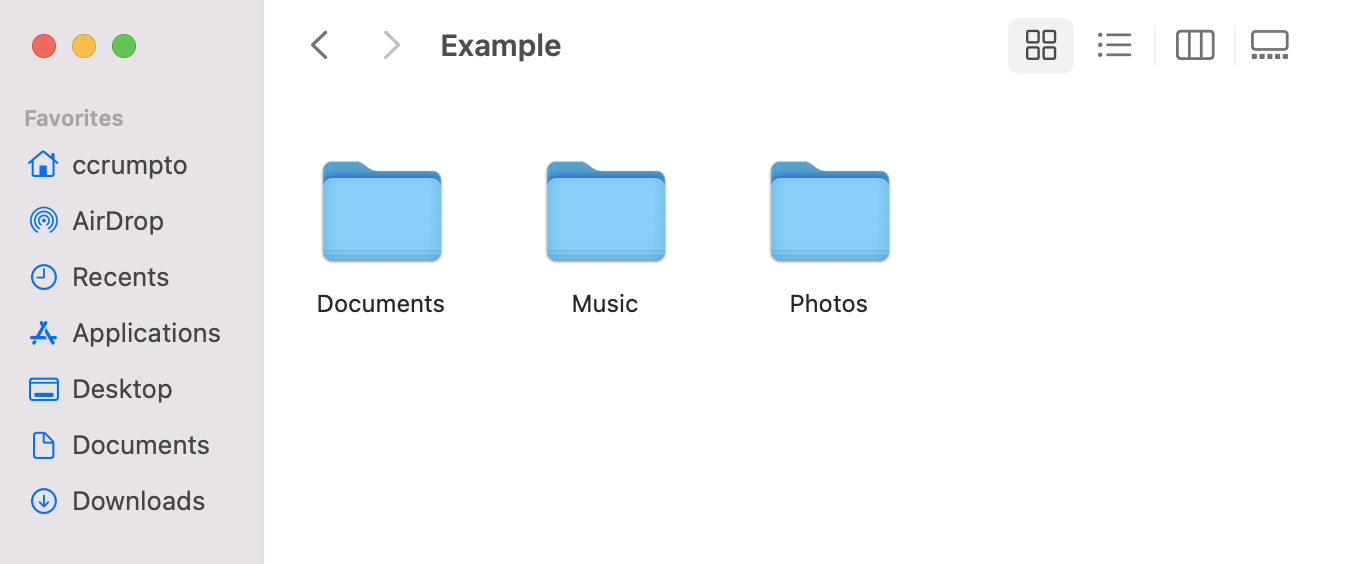 Example
Favorites
ccrumpto
AirDrop
Recents
Applications
Desktop
Documents
Downloads
Documents
Music
Photos